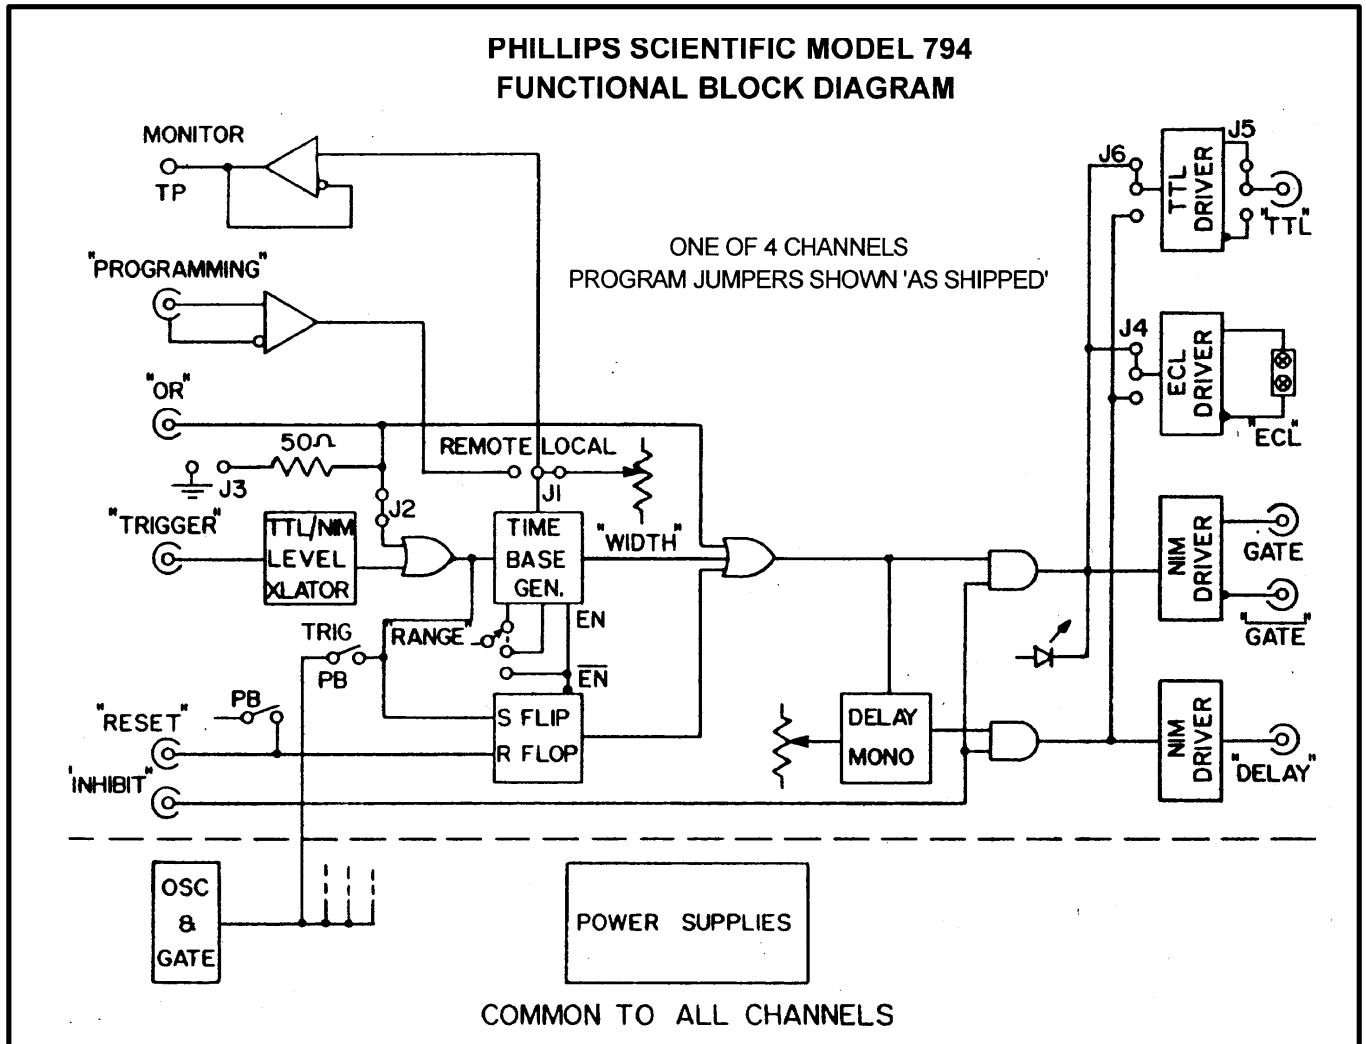 PHILLIPS SCIENTIFIC MODEL 794
FUNCTIONAL BLOCK DIAGRAM
MONITOR
TP
"PROGRAMMING"
ONE OF 4 CHANNELS
PROGRAM JUMPERS SHOWN 'AS SHIPPED'
J6
TTL
DRIVER
J5
"TTL"
J4
ECL
DRIVER
"ECL"
"OR"
50Ω
J3
REMOTE LOCAL
J1
J2
"TRIGGER"
TTL/NIM
LEVEL
XLATOR
TIME
BASE
GEN.
"WIDTH"
NIM
DRIVER
GATE
"G̅A̅T̅E̅"
TRIG
PB
"RANGE"
EN
E̅N̅
PB
"RESET"
S FLIP
R FLOP
DELAY
MONO
NIM
DRIVER
"DELAY"
'INHIBIT"
OSC
&
GATE
POWER SUPPLIES
COMMON TO ALL CHANNELS